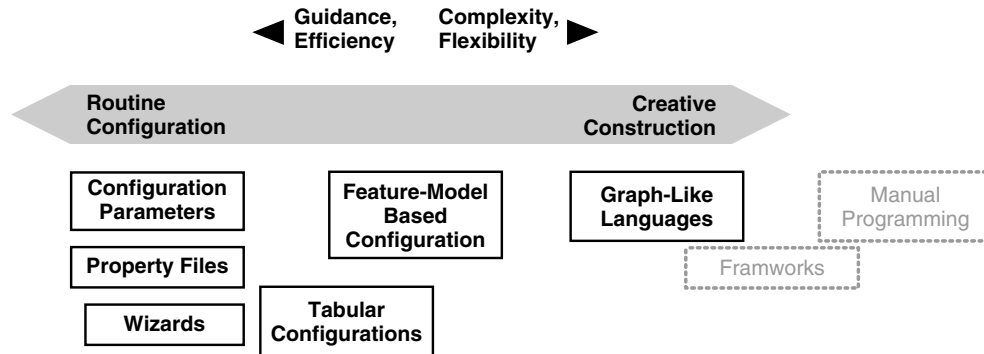 Guidance,
Efficiency
Complexity,
Flexibility
Routine
Configuration
Creative
Construction
Configuration
Parameters
Feature-Model
Based
Configuration
Graph-Like
Languages
Manual
Programming
Property Files
Framworks
Wizards
Tabular
Configurations